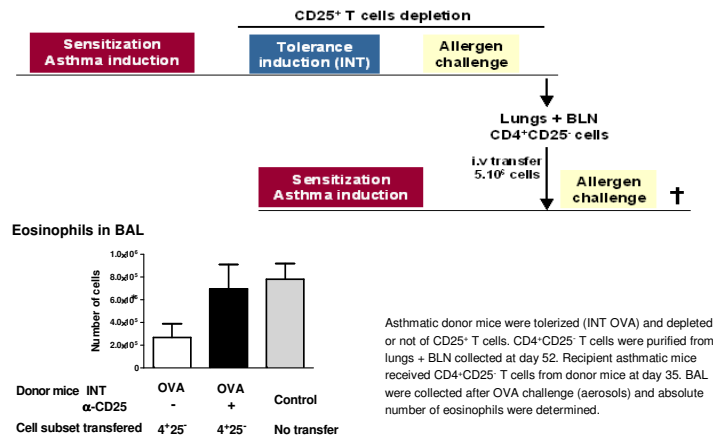 CD25⁺ T cells depletion
Sensitization
Asthma induction
Tolerance
induction (INT)
Allergen
challenge
Lungs + BLN
CD4⁺CD25⁻ cells
i.v transfer
5.10⁶ cells
Sensitization
Asthma induction
Allergen
challenge
†
Eosinophils in BAL
Number of cells
1.0x10⁶
8.0x10⁵
4.0x10⁵
2.0x10⁵
0
Donor mice INT OVA OVA Control
α-CD25 - +
Cell subset transferred 4⁺25⁻ 4⁺25⁻ No transfer
Asthmatic donor mice were tolerized (INT OVA) and depleted
or not of CD25⁺ T cells. CD4⁺CD25⁻ T cells were purified from
lungs + BLN collected at day 52. Recipient asthmatic mice
received CD4⁺CD25⁻ T cells from donor mice at day 35. BAL
were collected after OVA challenge (aerosols) and absolute
number of eosinophils were determined.